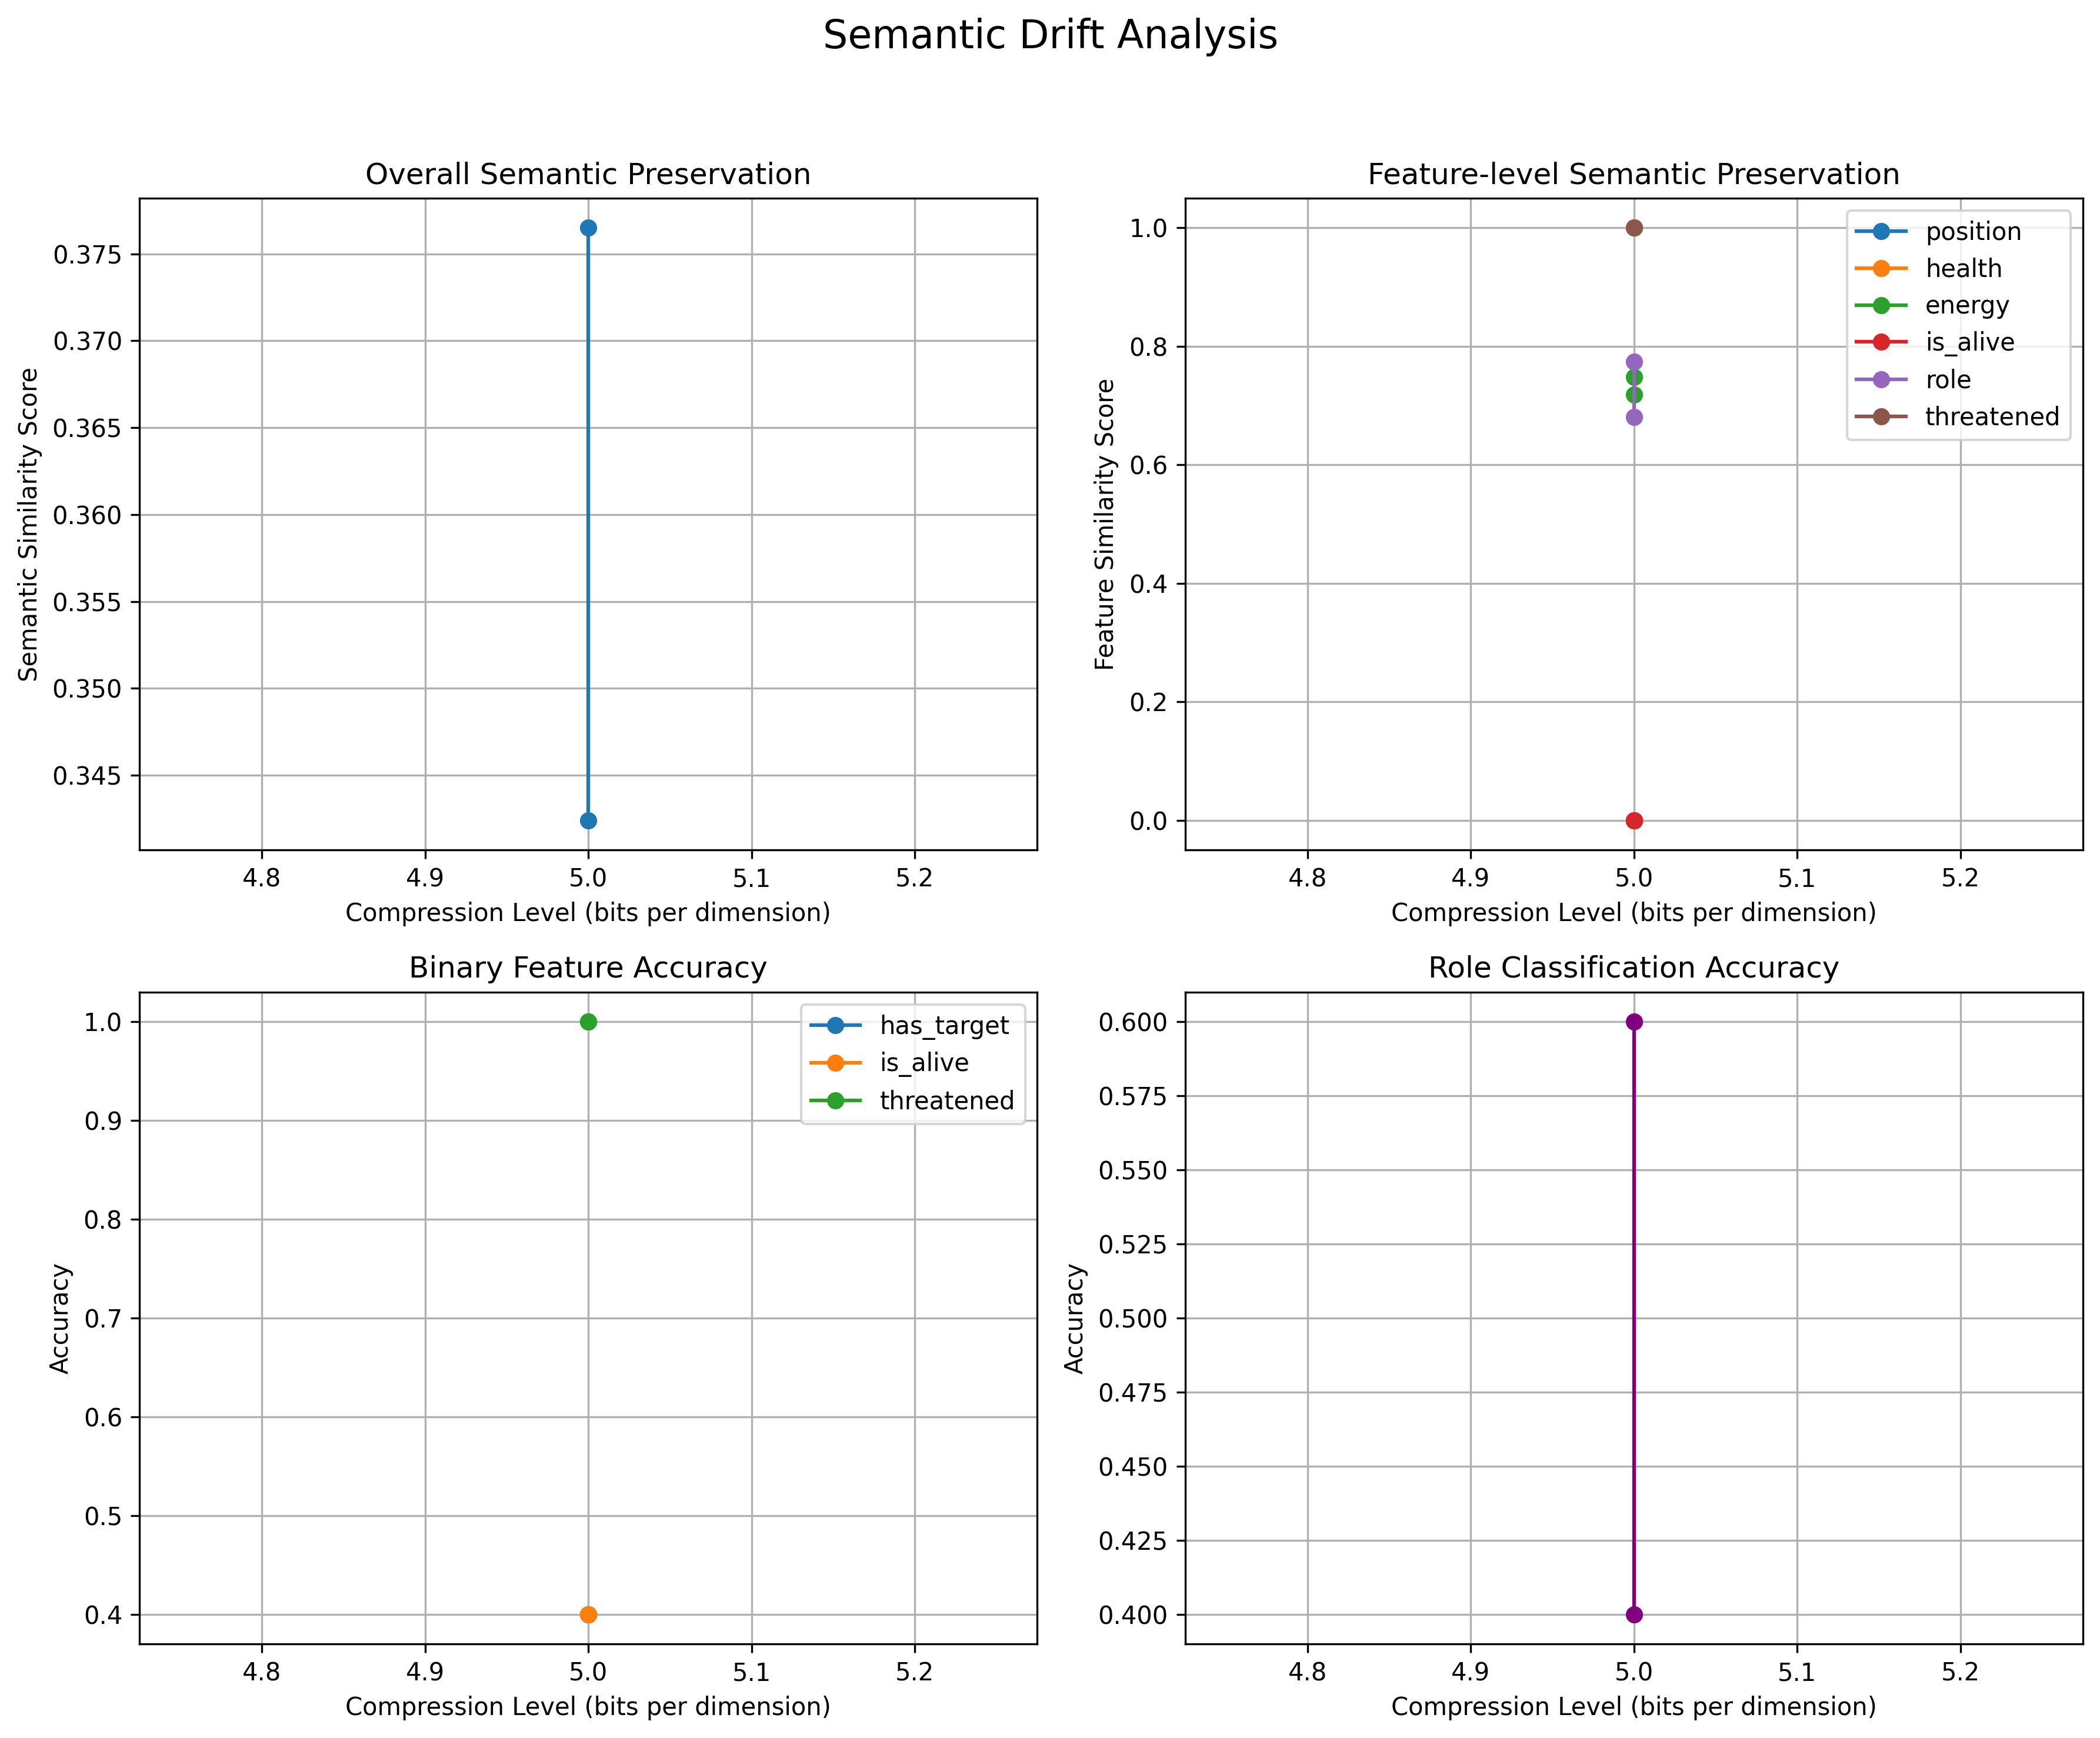 Semantic Drift Analysis
Overall Semantic Preservation
Semantic Similarity Score
0.375
0.370
0.365
0.360
0.355
0.350
0.345
4.8 4.9 5.0 5.1 5.2
Compression Level (bits per dimension)
Feature-level Semantic Preservation
Feature Similarity Score
1.0
0.8
0.6
0.4
0.2
0.0
position
health
energy
is_alive
role
threatened
4.8 4.9 5.0 5.1 5.2
Compression Level (bits per dimension)
Binary Feature Accuracy
Accuracy
1.0
0.9
0.8
0.7
0.6
0.5
0.4
has_target
is_alive
threatened
4.8 4.9 5.0 5.1 5.2
Compression Level (bits per dimension)
Role Classification Accuracy
Accuracy
0.600
0.575
0.550
0.525
0.500
0.475
0.450
0.425
0.400
4.8 4.9 5.0 5.1 5.2
Compression Level (bits per dimension)